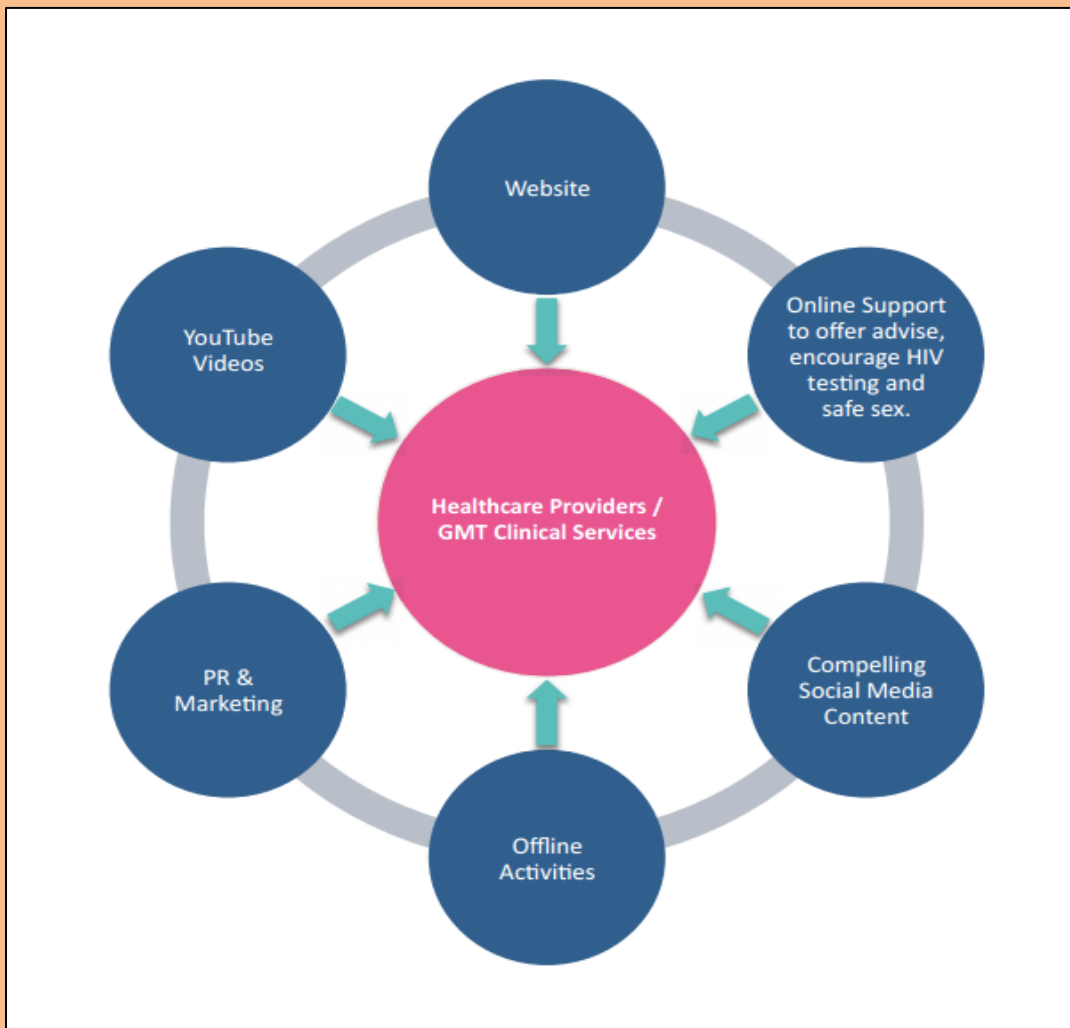 Website
Online Support
to offer advise,
encourage HIV
testing and
safe sex.
YouTube
Videos
Healthcare Providers /
GMT Clinical Services
PR &
Marketing
Compelling
Social Media
Content
Offline
Activities